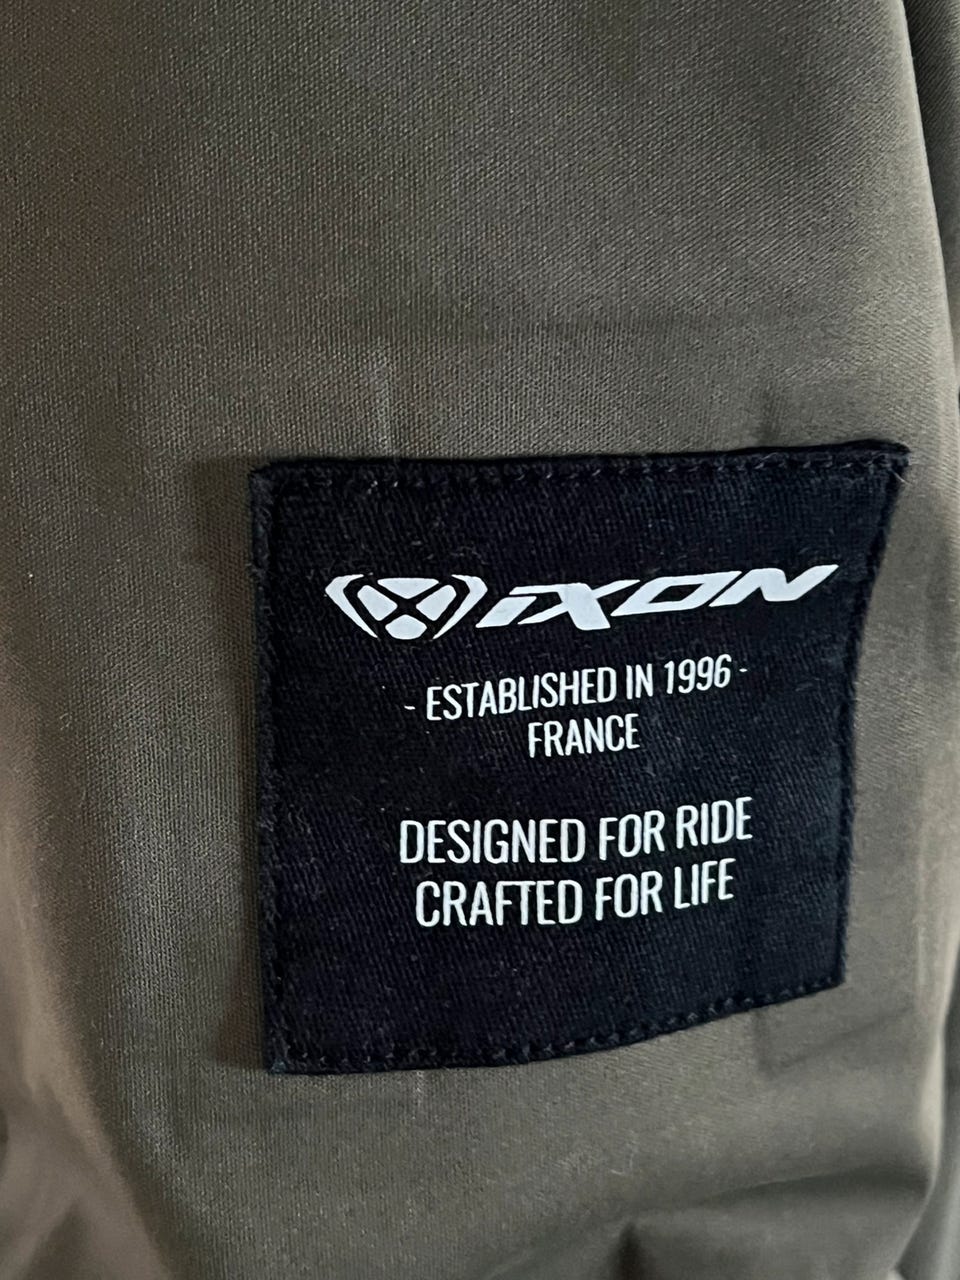 iXON
- ESTABLISHED IN 1996 -
FRANCE
DESIGNED FOR RIDE
CRAFTED FOR LIFE